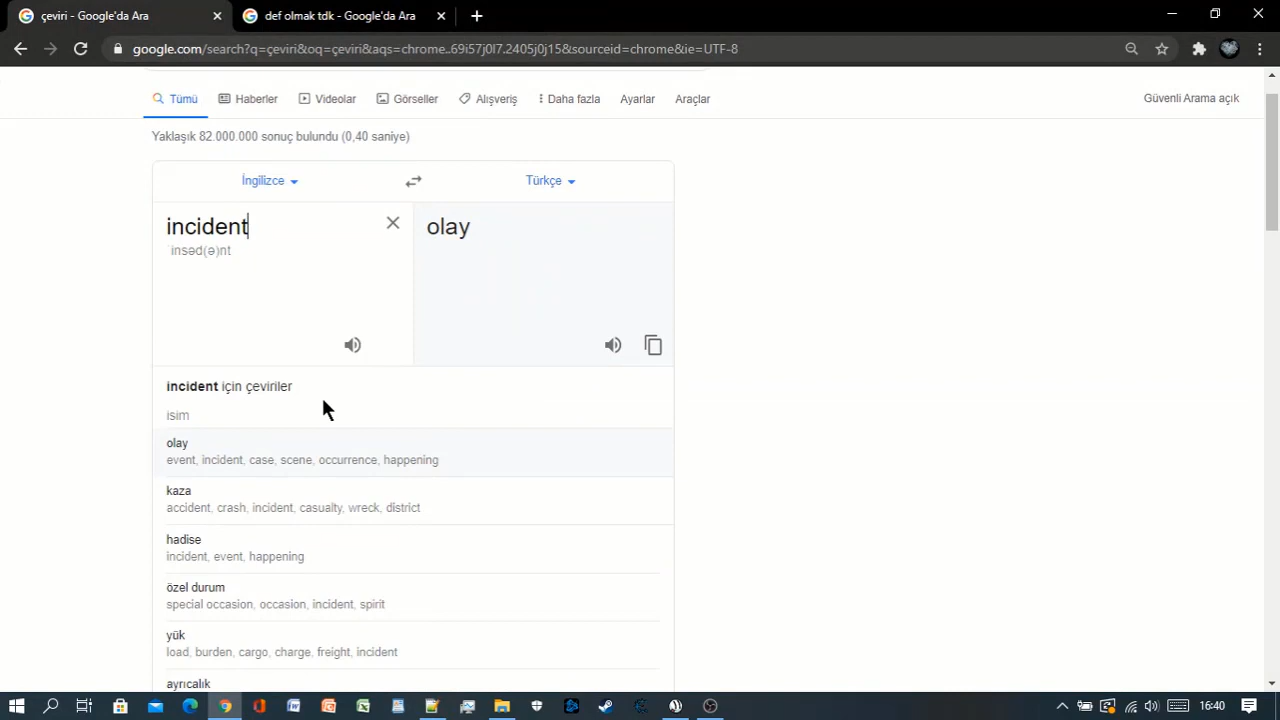 çeviri - Google'da Ara
def olmak tdk - Google'da Ara
google.com/search?q=çeviri&oq=çeviri&aqs=chrome..69i57j0l7.2405j0j15&sourceid=chrome&ie=UTF-8
Tümü Haberler Videolar Görseller Alışveriş Daha fazla Ayarlar Araçlar Güvenli Arama açık
Yaklaşık 82.000.000 sonuç bulundu (0,40 saniye)
İngilizce Türkçe
incident olay
ˈinsəd(ə)nt
incident için çeviriler
isim
olay
event, incident, case, scene, occurrence, happening
kaza
accident, crash, incident, casualty, wreck, district
hadise
incident, event, happening
özel durum
special occasion, occasion, incident, spirit
yük
load, burden, cargo, charge, freight, incident
ayrıcalık
16:40